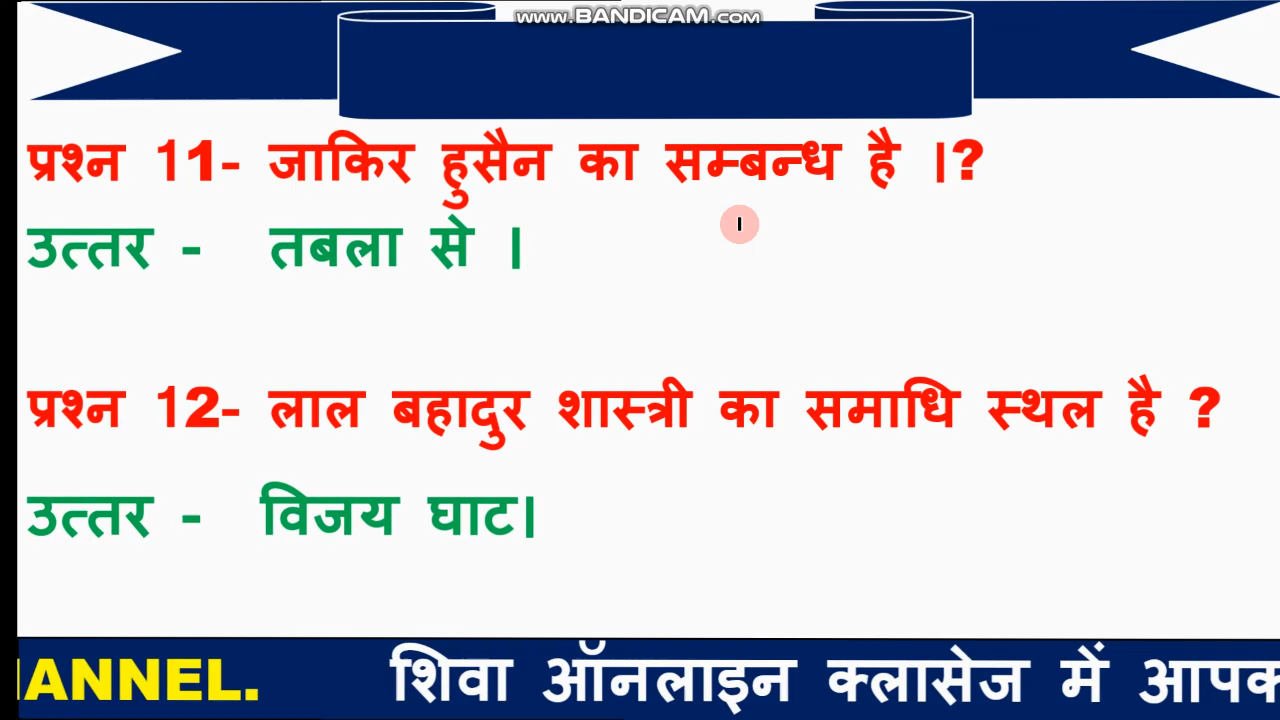 www.BANDICAM.com
प्रश्न 11- जाकिर हुसैन का सम्बन्ध है ।?
उत्तर - तबला से ।
प्रश्न 12- लाल बहादुर शास्त्री का समाधि स्थल है ?
उत्तर - विजय घाट।
HANNEL. शिवा ऑनलाइन क्लासेज में आपक